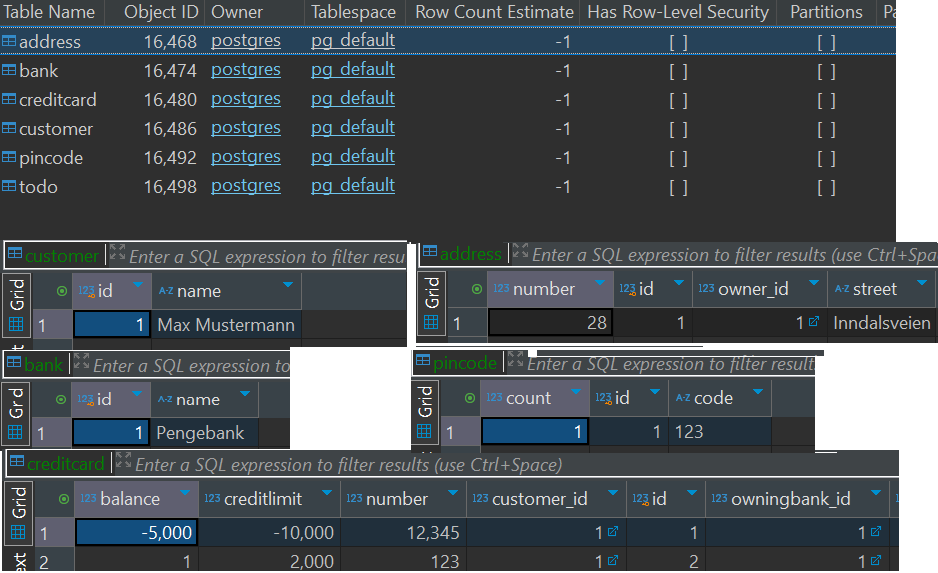 Table Name Object ID Owner Tablespace Row Count Estimate Has Row-Level Security Partitions Pa
address 16,468 postgres pg_default -1 [ ] [ ]
bank 16,474 postgres pg_default -1 [ ] [ ]
creditcard 16,480 postgres pg_default -1 [ ] [ ]
customer 16,486 postgres pg_default -1 [ ] [ ]
pincode 16,492 postgres pg_default -1 [ ] [ ]
todo 16,498 postgres pg_default -1 [ ] [ ]
customer Enter a SQL expression to filter resu
Grid 123 id A-Z name
1 1 Max Mustermann
address Enter a SQL expression to filter results (use Ctrl+Spa
Grid 123 number 123 id 123 owner_id A-Z street
1 28 1 1 Inndalsveien
bank Enter a SQL expression to
Grid 123 id A-Z name
1 1 Pengebank
pincode Enter a SQL expression to filter result
Grid 123 count 123 id A-Z code
1 1 1 123
creditcard Enter a SQL expression to filter results (use Ctrl+Space)
Grid 123 balance 123 creditlimit 123 number 123 customer_id 123 id 123 owningbank_id
1 -5,000 -10,000 12,345 1 1 1
ext 2 1 2,000 123 1 2 1